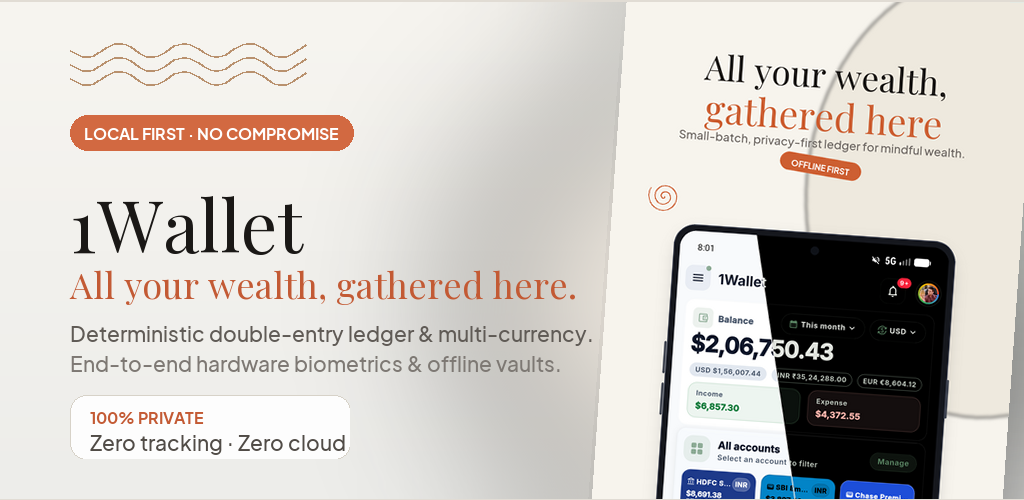 LOCAL FIRST · NO COMPROMISE
1Wallet
All your wealth, gathered here.
Deterministic double-entry ledger & multi-currency.
End-to-end hardware biometrics & offline vaults.
100% PRIVATE
Zero tracking · Zero cloud
All your wealth,
gathered here
Small-batch, privacy-first ledger for mindful wealth.
OFFLINE FIRST
8:01 5G
1Wallet 9+
Balance This month USD
$2,06,750.43
USD $1,56,007.44 INR ₹35,24,288.00 EUR €8,604.12
Income Expense
$6,857.30 $4,372.55
All accounts Manage
Select an account to filter
HDFC S... INR SBI Chase Premi
$8,691.38